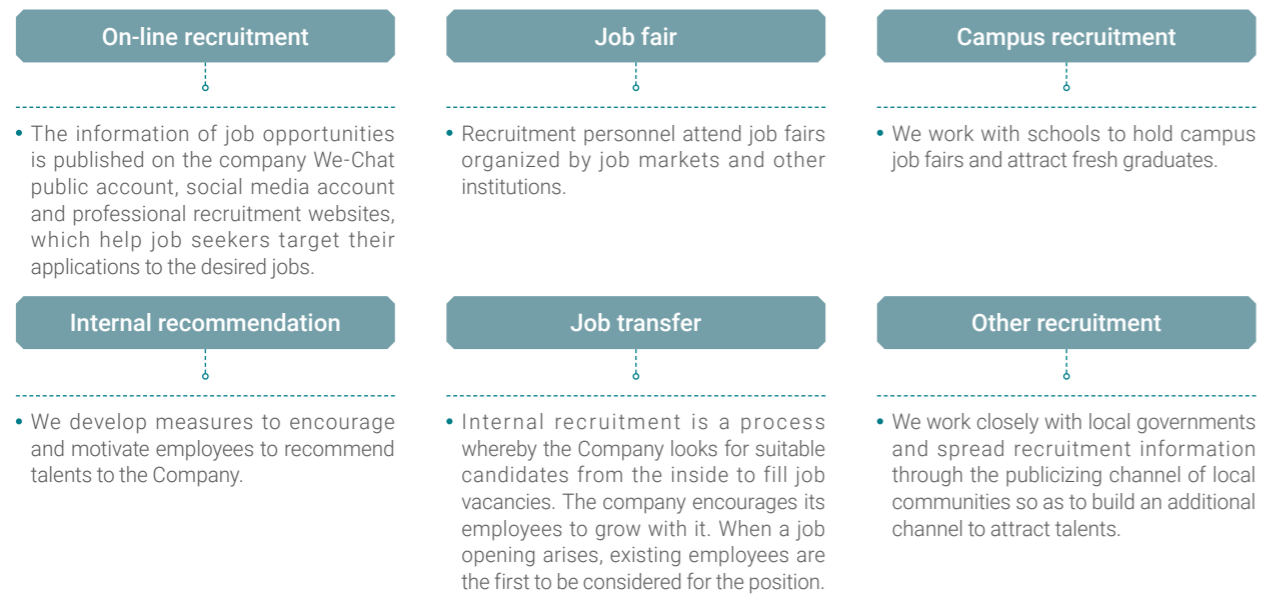 On-line recruitment
• The information of job opportunities
is published on the company We-Chat
public account, social media account
and professional recruitment websites,
which help job seekers target their
applications to the desired jobs.
Job fair
• Recruitment personnel attend job fairs
organized by job markets and other
institutions.
Campus recruitment
• We work with schools to hold campus
job fairs and attract fresh graduates.
Internal recommendation
• We develop measures to encourage
and motivate employees to recommend
talents to the Company.
Job transfer
• Internal recruitment is a process
whereby the Company looks for suitable
candidates from the inside to fill job
vacancies. The company encourages its
employees to grow with it. When a job
opening arises, existing employees are
the first to be considered for the position.
Other recruitment
• We work closely with local governments
and spread recruitment information
through the publicizing channel of local
communities so as to build an additional
channel to attract talents.